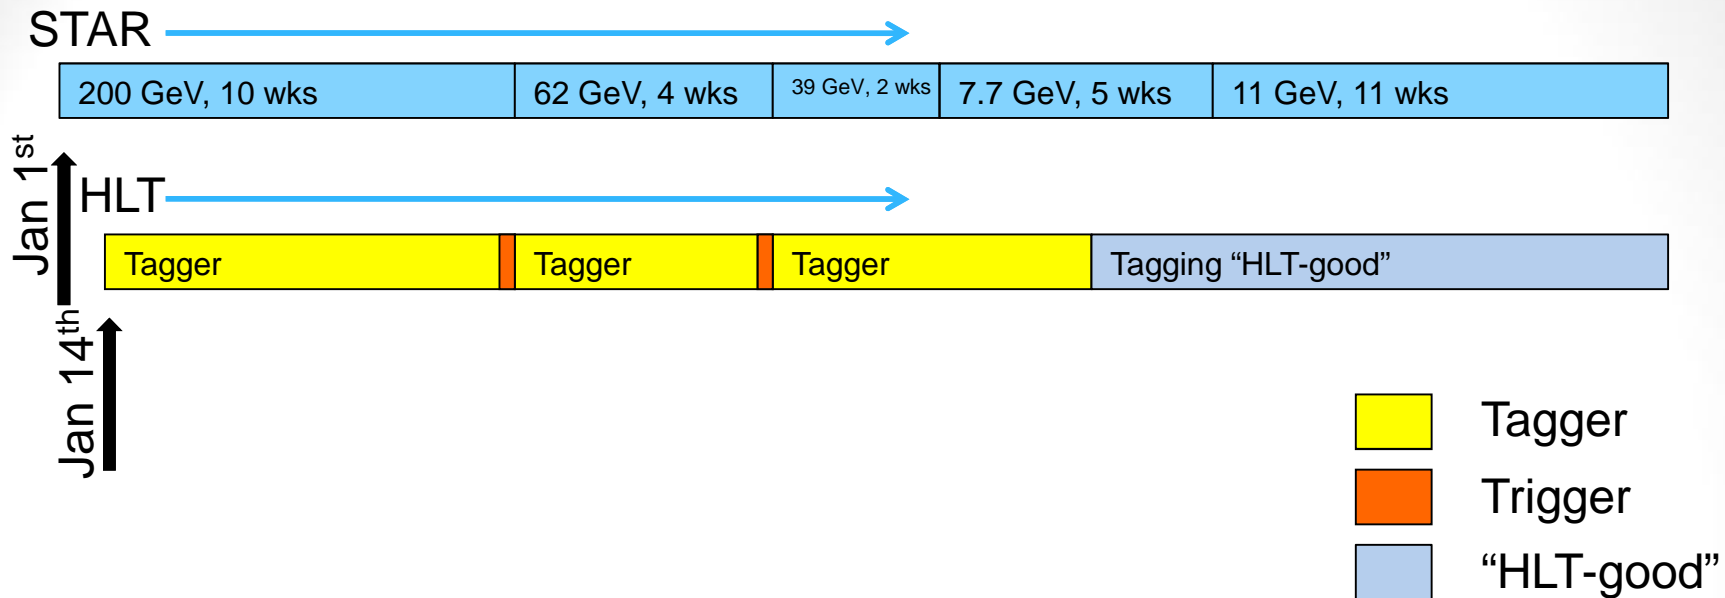 STAR
200 GeV, 10 wks
62 GeV, 4 wks
39 GeV, 2 wks
7.7 GeV, 5 wks
11 GeV, 11 wks
Jan 1st
HLT
Tagger
Tagger
Tagger
Tagging “HLT-good”
Jan 14th
Tagger
Trigger
“HLT-good”